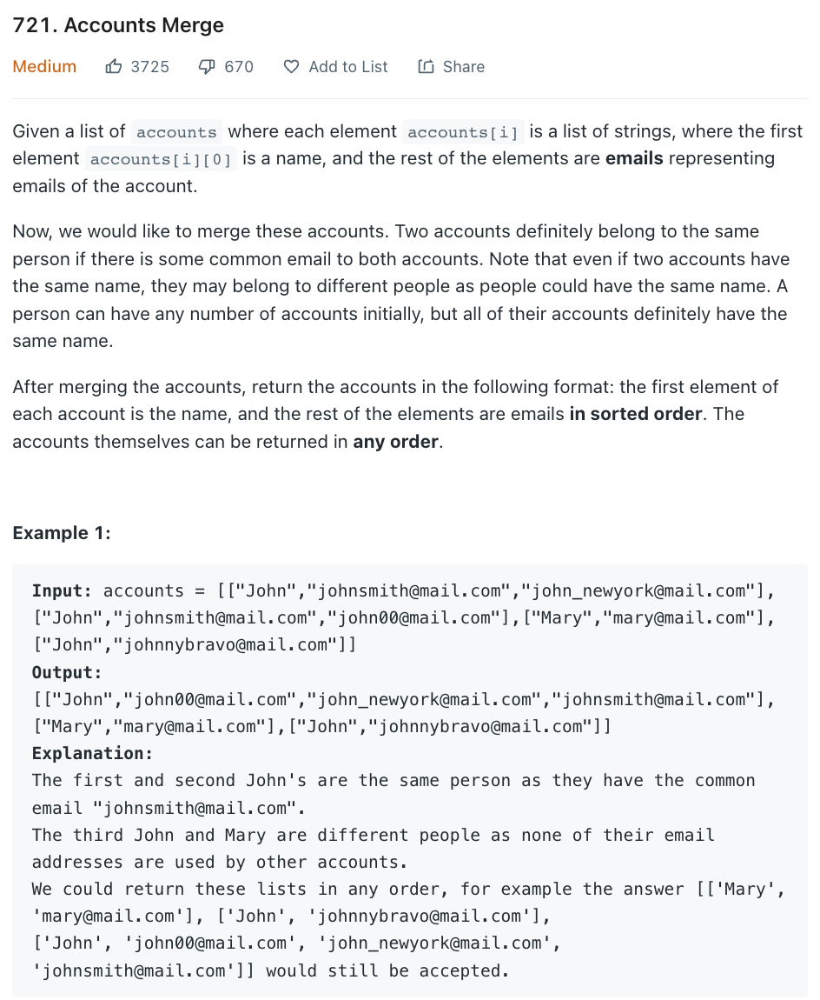 721. Accounts Merge
Medium 3725 670 Add to List Share
Given a list of accounts where each element accounts[i] is a list of strings, where the first
element accounts[i][0] is a name, and the rest of the elements are emails representing
emails of the account.
Now, we would like to merge these accounts. Two accounts definitely belong to the same
person if there is some common email to both accounts. Note that even if two accounts have
the same name, they may belong to different people as people could have the same name. A
person can have any number of accounts initially, but all of their accounts definitely have the
same name.
After merging the accounts, return the accounts in the following format: the first element of
each account is the name, and the rest of the elements are emails in sorted order. The
accounts themselves can be returned in any order.
Example 1:
Input: accounts = [["John","johnsmith@mail.com","john_newyork@mail.com"],
["John","johnsmith@mail.com","john00@mail.com"],["Mary","mary@mail.com"],
["John","johnnybravo@mail.com"]]
Output:
[["John","john00@mail.com","john_newyork@mail.com","johnsmith@mail.com"],
["Mary","mary@mail.com"],["John","johnnybravo@mail.com"]]
Explanation:
The first and second John's are the same person as they have the common
email "johnsmith@mail.com".
The third John and Mary are different people as none of their email
addresses are used by other accounts.
We could return these lists in any order, for example the answer [['Mary',
'mary@mail.com'], ['John', 'johnnybravo@mail.com'],
['John', 'john00@mail.com', 'john_newyork@mail.com',
'johnsmith@mail.com']] would still be accepted.